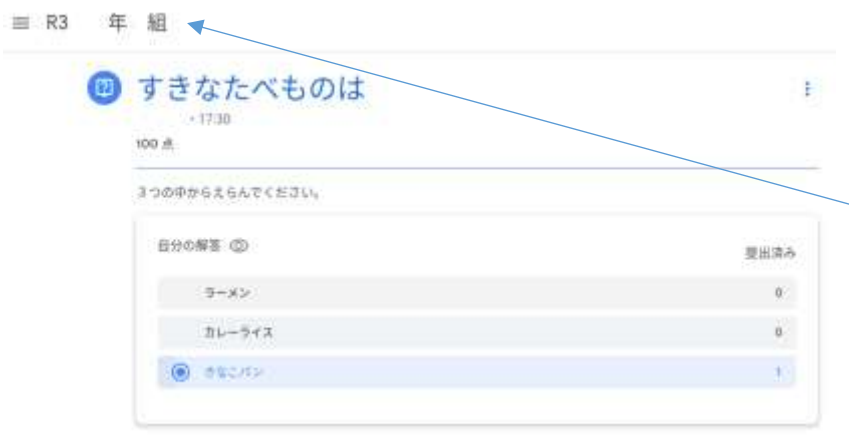 R3 年 組
すきなたべものは
・17:30
100 点
3つの中からえらんでください。
自分の解答
提出済み
ラーメン 0
カレーライス 0
きなこパン 1